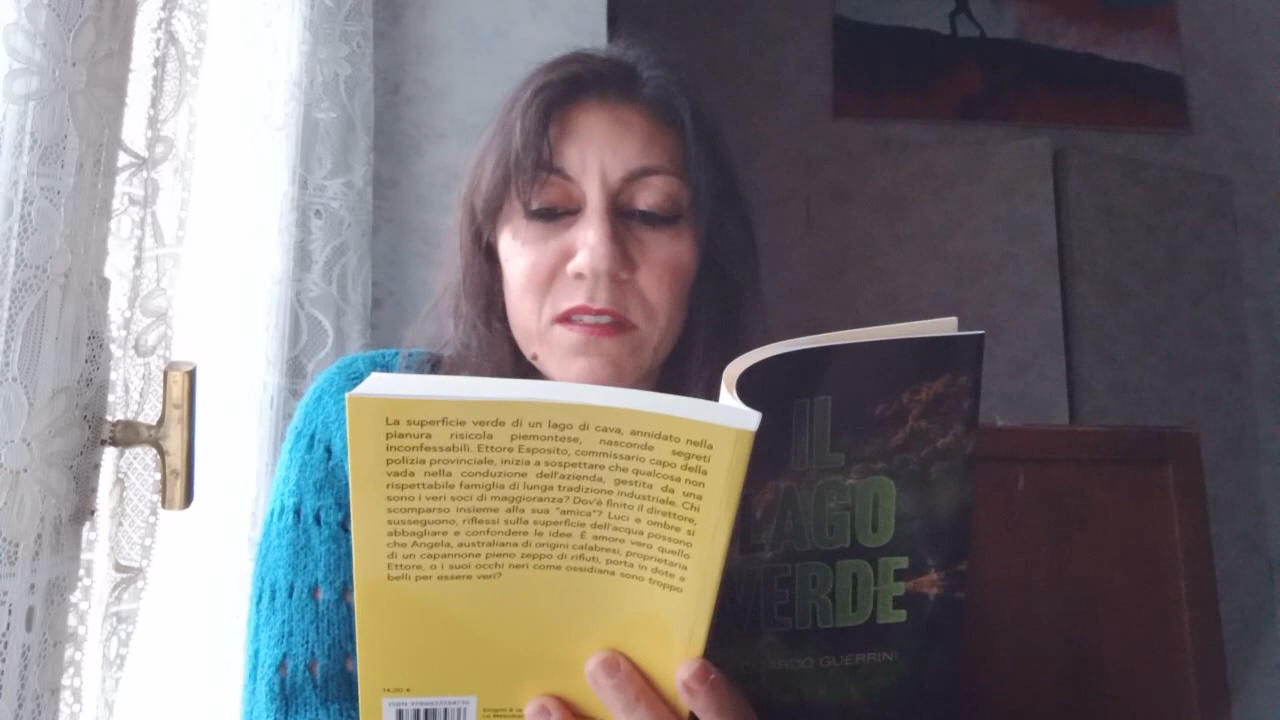 La superficie verde di un lago di cava, annidato nella
pianura risicola piemontese, nasconde segreti
inconfessabili. Ettore Esposito, commissario capo della
polizia provinciale, inizia a sospettare che qualcosa non
vada nella conduzione dell'azienda, gestita da una
rispettabile famiglia di lunga tradizione industriale. Chi
sono i veri soci di maggioranza? Dov'è finito il direttore,
scomparso insieme alla sua "amica"? Luci e ombre si
susseguono, riflessi sulla superficie dell'acqua possono
abbagliare e confondere le idee. È amore vero quello
che Angela, australiana di origini calabresi, proprietaria
di un capannone pieno zeppo di rifiuti, porta in dote a
Ettore, o i suoi occhi neri come ossidiana sono troppo
belli per essere veri?
14,00 €
ISBN
IL
LAGO
VERDE
GUERRINI